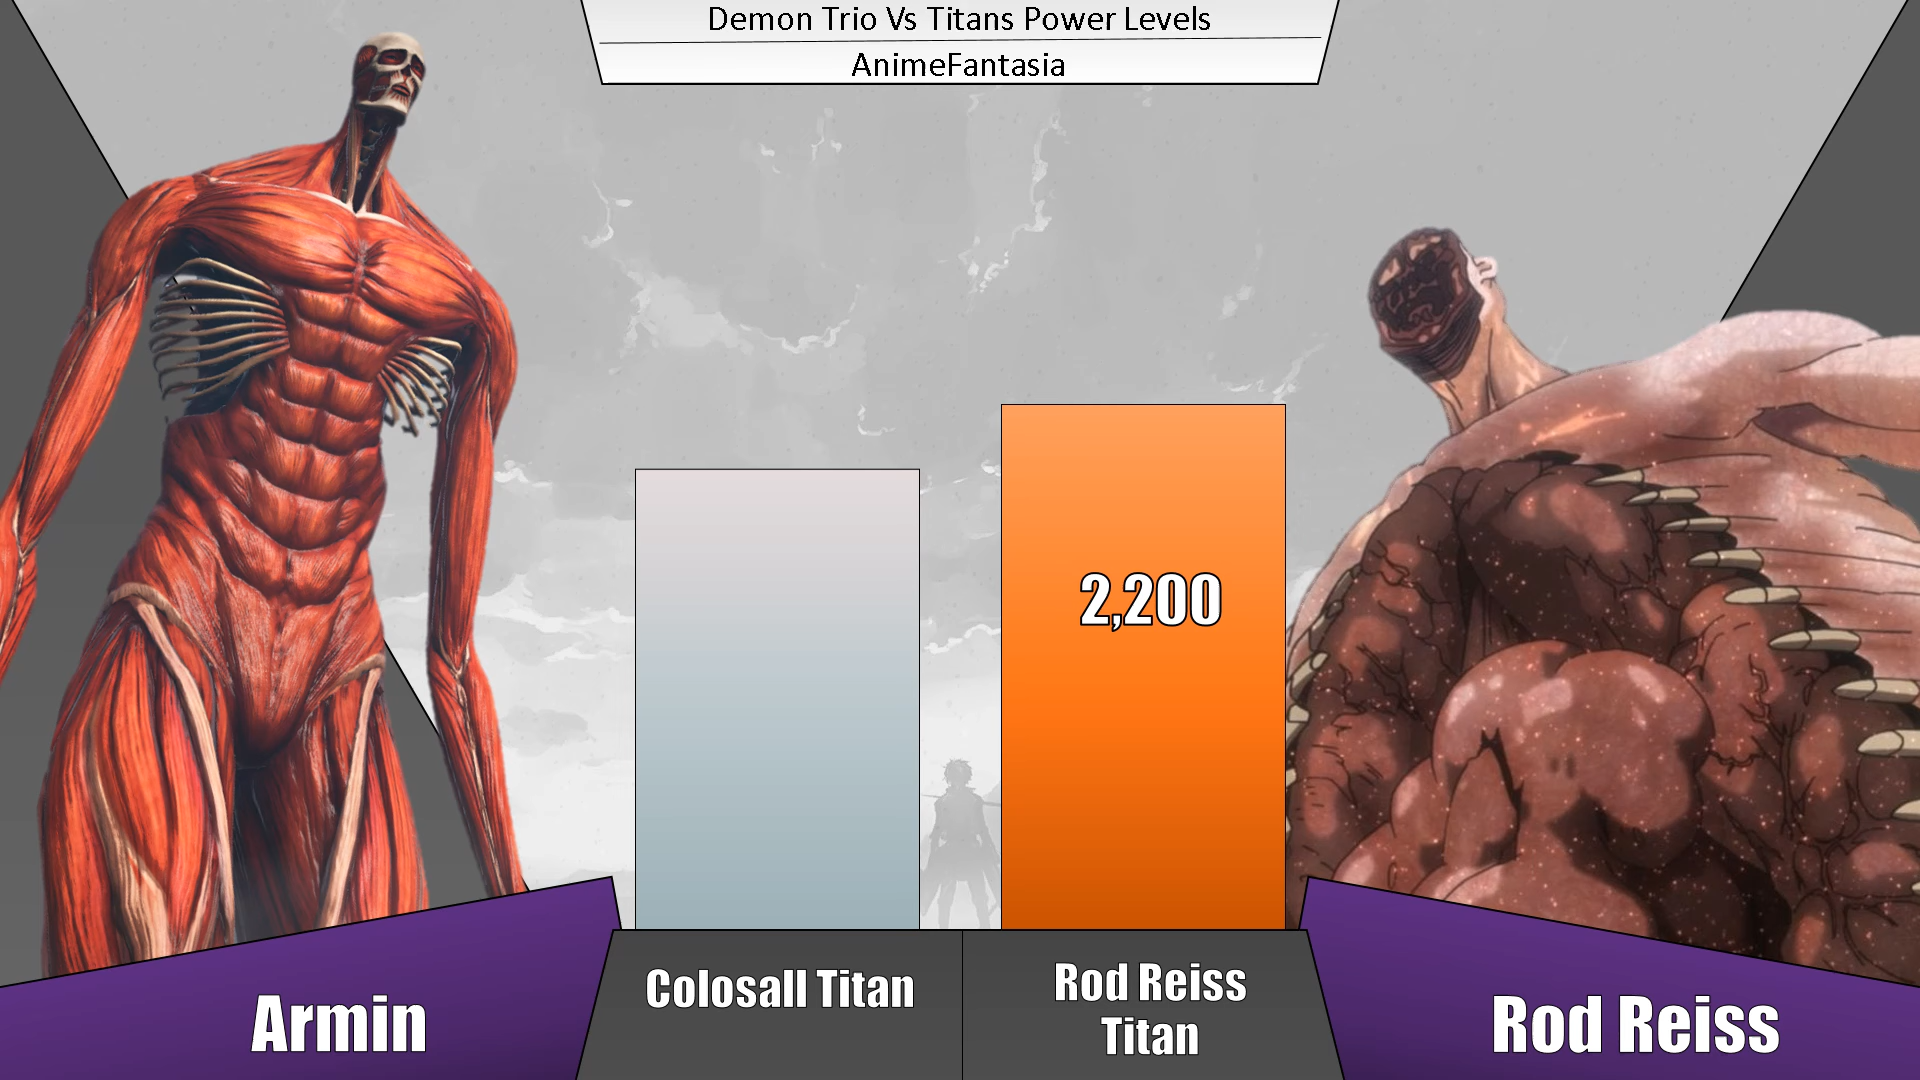 Demon Trio Vs Titans Power Levels
AnimeFantasia
2,200
Colosall Titan
Rod Reiss
Titan
Armin
Rod Reiss